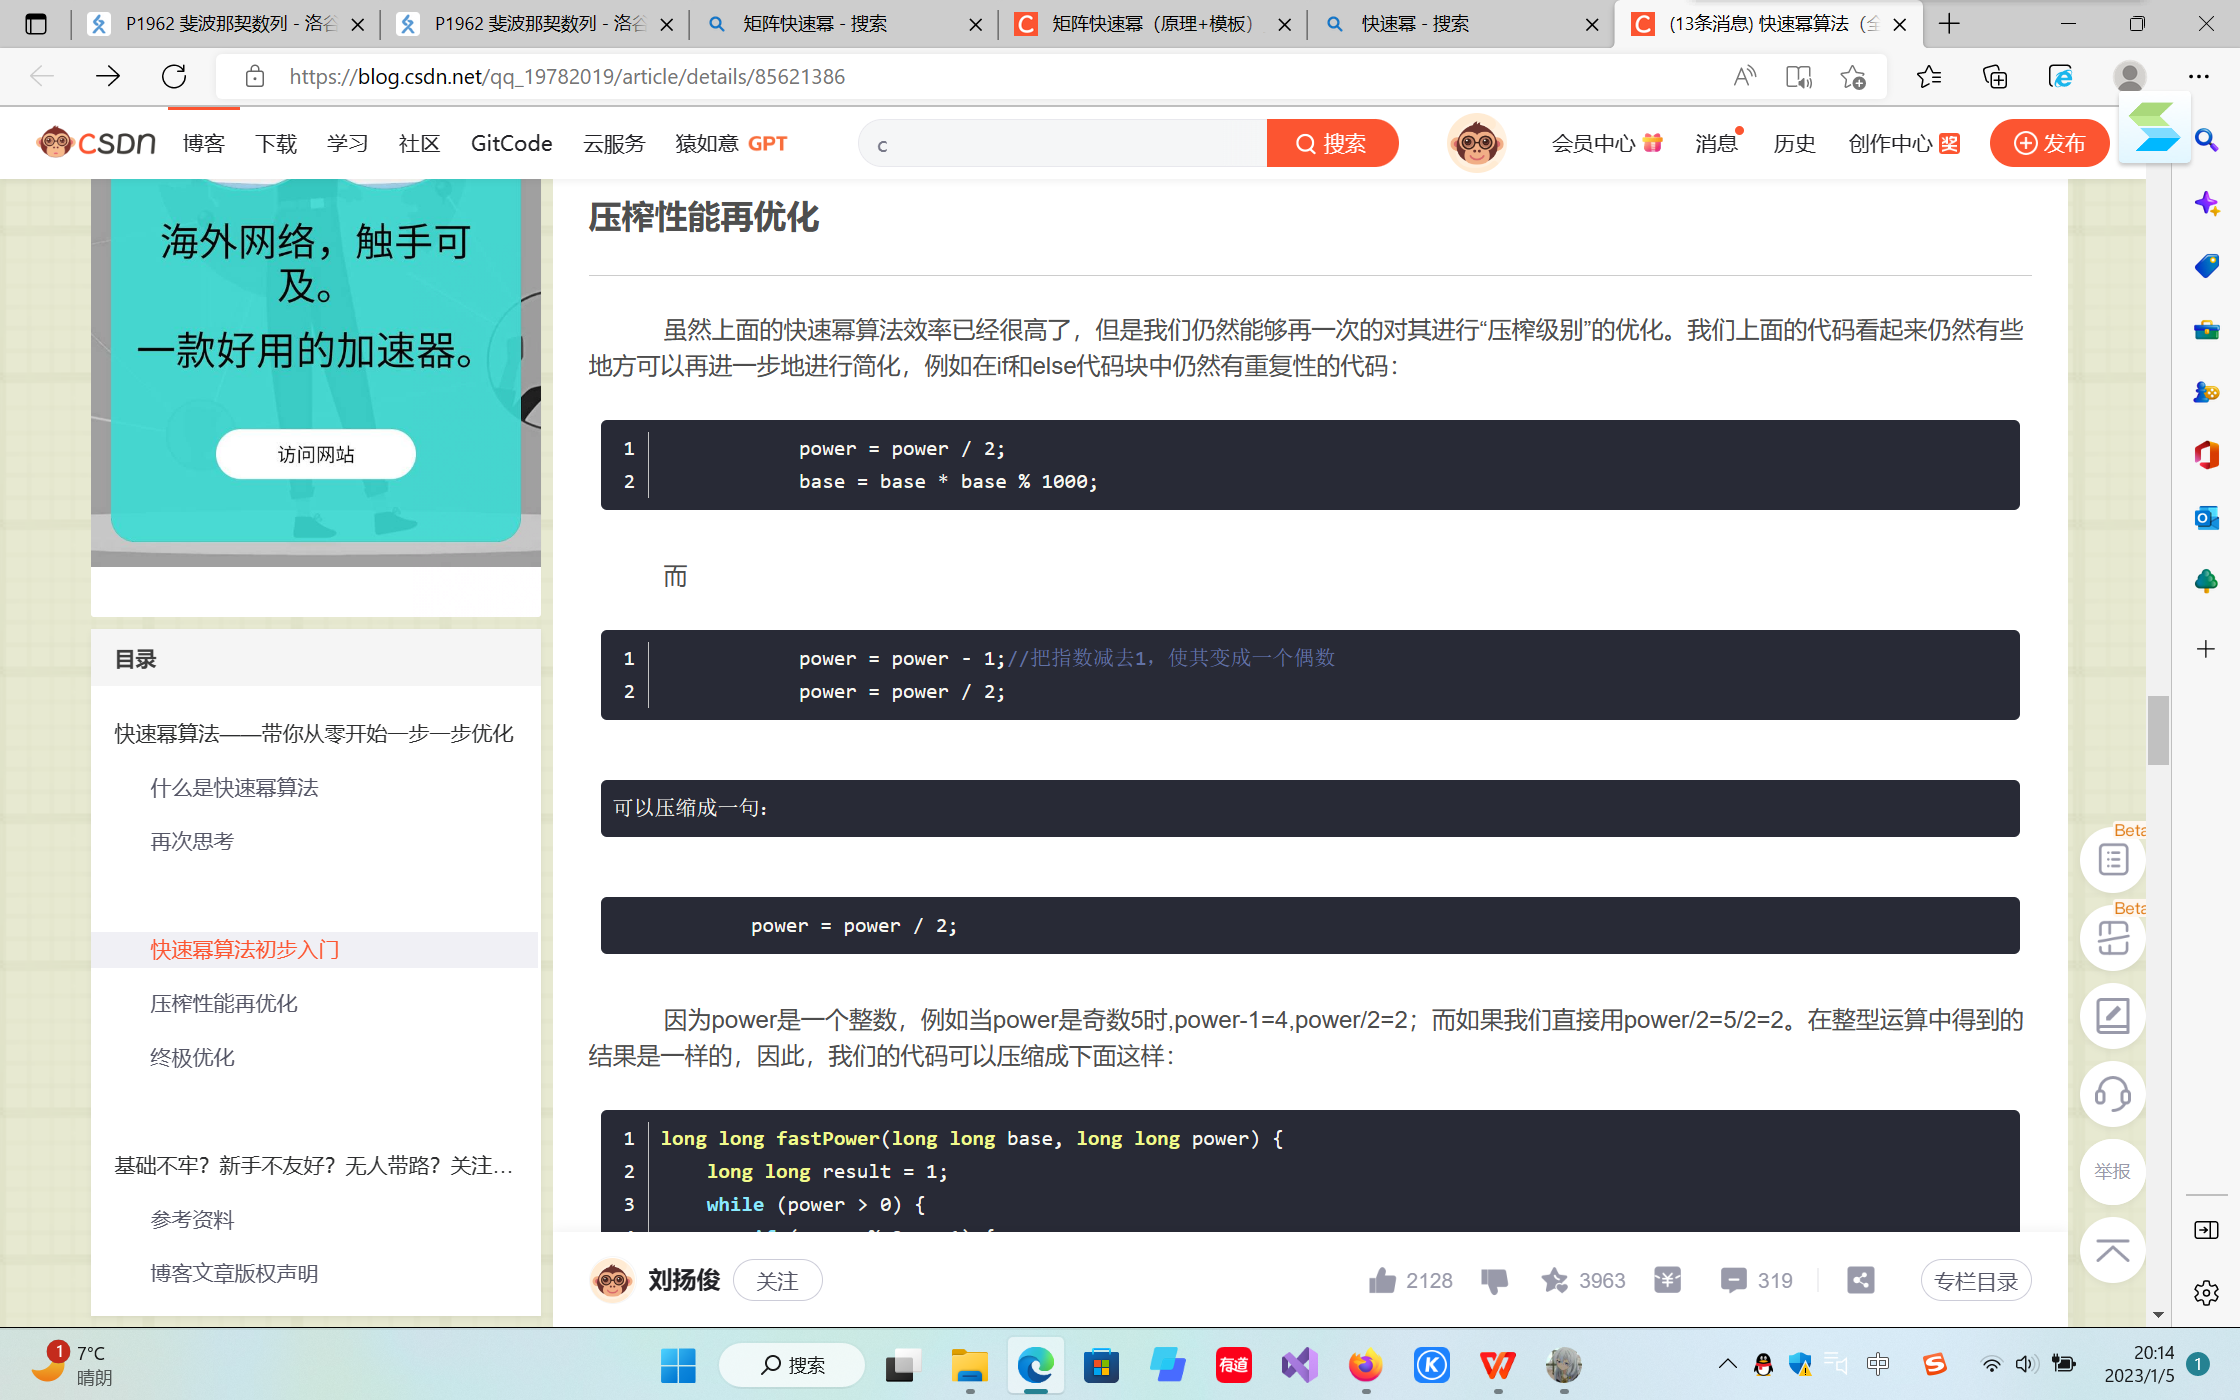 P1962 斐波那契数列 - 洛谷
P1962 斐波那契数列 - 洛谷
矩阵快速幂 - 搜索
矩阵快速幂（原理+模板）
快速幂 - 搜索
(13条消息) 快速幂算法（全
https://blog.csdn.net/qq_19782019/article/details/85621386
CSDN 博客 下载 学习 社区 GitCode 云服务 猿如意 GPT c 搜索 会员中心 消息 历史 创作中心 奖 发布
海外网络，触手可
及。
一款好用的加速器。
访问网站
目录
快速幂算法——带你从零开始一步一步优化
什么是快速幂算法
再次思考
快速幂算法初步入门
压榨性能再优化
终极优化
基础不牢？新手不友好？无人带路？关注...
参考资料
博客文章版权声明
压榨性能再优化
虽然上面的快速幂算法效率已经很高了，但是我们仍然能够再一次的对其进行“压榨级别”的优化。我们上面的代码看起来仍然有些
地方可以再进一步地进行简化，例如在if和else代码块中仍然有重复性的代码：
1 power = power / 2;
2 base = base * base % 1000;
而
1 power = power - 1;//把指数减去1，使其变成一个偶数
2 power = power / 2;
可以压缩成一句：
power = power / 2;
因为power是一个整数，例如当power是奇数5时,power-1=4,power/2=2；而如果我们直接用power/2=5/2=2。在整型运算中得到的
结果是一样的，因此，我们的代码可以压缩成下面这样：
1 long long fastPower(long long base, long long power) {
2 long long result = 1;
3 while (power > 0) {
刘扬俊 关注 2128 3963 319 专栏目录
Beta
Beta
举报
1 7°C
晴朗
搜索
有道
中
20:14
2023/1/5
1